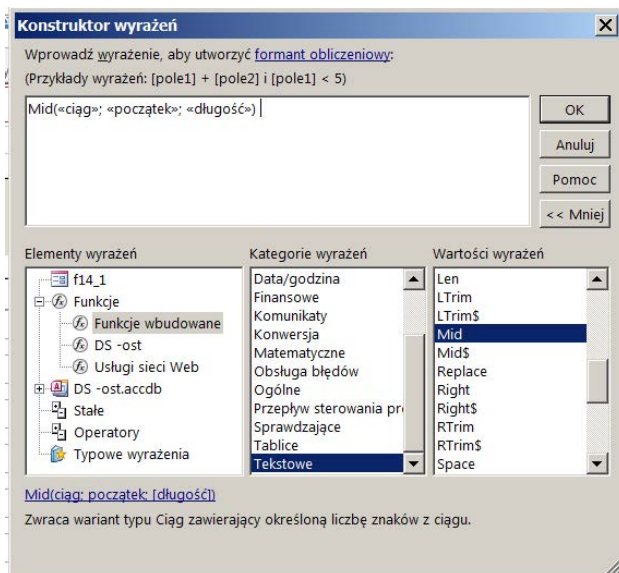 Konstruktor wyrażeń
Wprowadź wyrażenie, aby utworzyć formant obliczeniowy:
(Przykłady wyrażeń: [pole1] + [pole2] i [pole1] < 5)
Mid(«ciąg»; «początek»; «długość»)
OK
Anuluj
Pomoc
<< Mniej
Elementy wyrażeń
f14_1
Funkcje
Funkcje wbudowane
DS -ost
Usługi sieci Web
DS -ost.accdb
Stałe
Operatory
Typowe wyrażenia
Kategorie wyrażeń
Data/godzina
Finansowe
Komunikaty
Konwersja
Matematyczne
Obsługa błędów
Ogólne
Przepływ sterowania pro
Sprawdzające
Tablice
Tekstowe
Wartości wyrażeń
Len
LTrim
LTrim$
Mid
Mid$
Replace
Right
Right$
RTrim
RTrim$
Space
Mid(ciąg; początek; [długość])
Zwraca wariant typu Ciąg zawierający określoną liczbę znaków z ciągu.